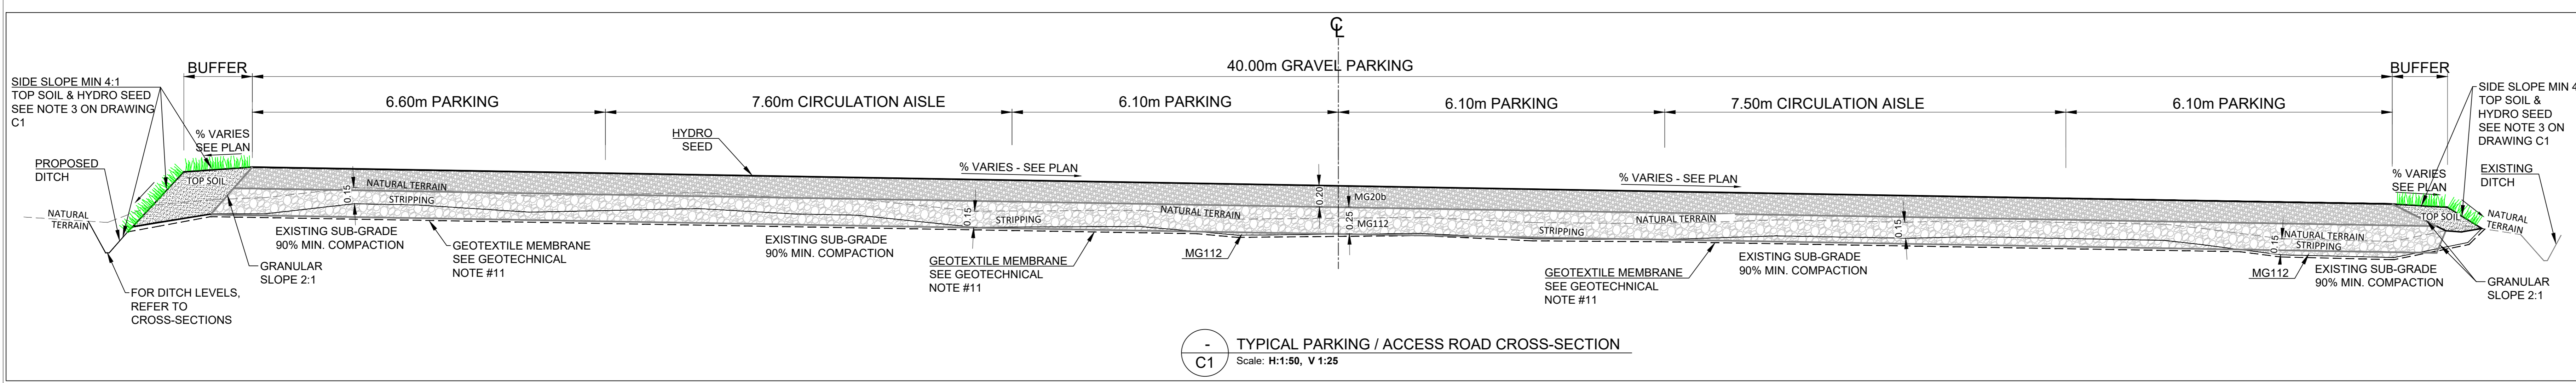 ℄
40.00m GRAVEL PARKING
BUFFER
BUFFER
6.60m PARKING
7.60m CIRCULATION AISLE
6.10m PARKING
6.10m PARKING
7.50m CIRCULATION AISLE
6.10m PARKING
SIDE SLOPE MIN 4:1
TOP SOIL & HYDRO SEED
SEE NOTE 3 ON DRAWING
C1
% VARIES
SEE PLAN
PROPOSED
DITCH
TOP SOIL
NATURAL
TERRAIN
FOR DITCH LEVELS,
REFER TO
CROSS-SECTIONS
GRANULAR
SLOPE 2:1
0.15
NATURAL TERRAIN
STRIPPING
EXISTING SUB-GRADE
90% MIN. COMPACTION
GEOTEXTILE MEMBRANE
SEE GEOTECHNICAL
NOTE #11
HYDRO
SEED
EXISTING SUB-GRADE
90% MIN. COMPACTION
% VARIES - SEE PLAN
0.15
STRIPPING
NATURAL TERRAIN
GEOTEXTILE MEMBRANE
SEE GEOTECHNICAL
NOTE #11
MG112
0.20
0.25
MG20b
MG112
% VARIES - SEE PLAN
NATURAL TERRAIN
STRIPPING
GEOTEXTILE MEMBRANE
SEE GEOTECHNICAL
NOTE #11
0.15
EXISTING SUB-GRADE
90% MIN. COMPACTION
0.15
NATURAL TERRAIN
STRIPPING
MG112
EXISTING SUB-GRADE
90% MIN. COMPACTION
% VARIES
SEE PLAN
TOP SOIL
SIDE SLOPE MIN 4
TOP SOIL &
HYDRO SEED
SEE NOTE 3 ON
DRAWING C1
EXISTING
DITCH
NATURAL
TERRAIN
GRANULAR
SLOPE 2:1
-
C1
TYPICAL PARKING / ACCESS ROAD CROSS-SECTION
Scale: H:1:50, V 1:25